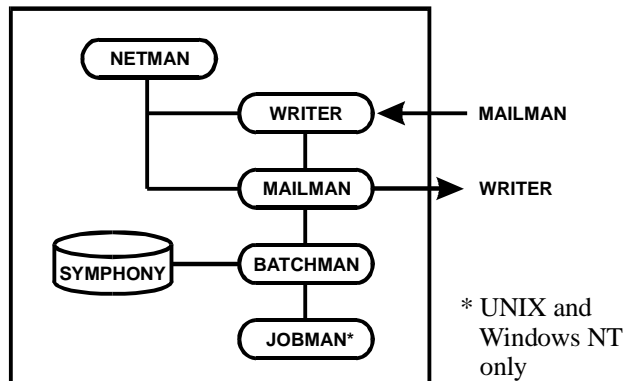 NETMAN
WRITER
MAILMAN
MAILMAN
WRITER
SYMPHONY
BATCHMAN
JOBMAN*
* UNIX and
Windows NT
only